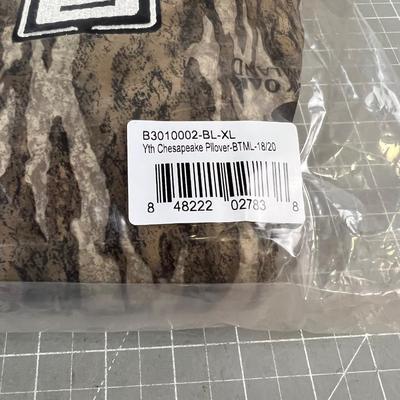 B3010002-BL-XL
Yth Chesapeake Pllover-BTML-18/20
8 48222 02783 8